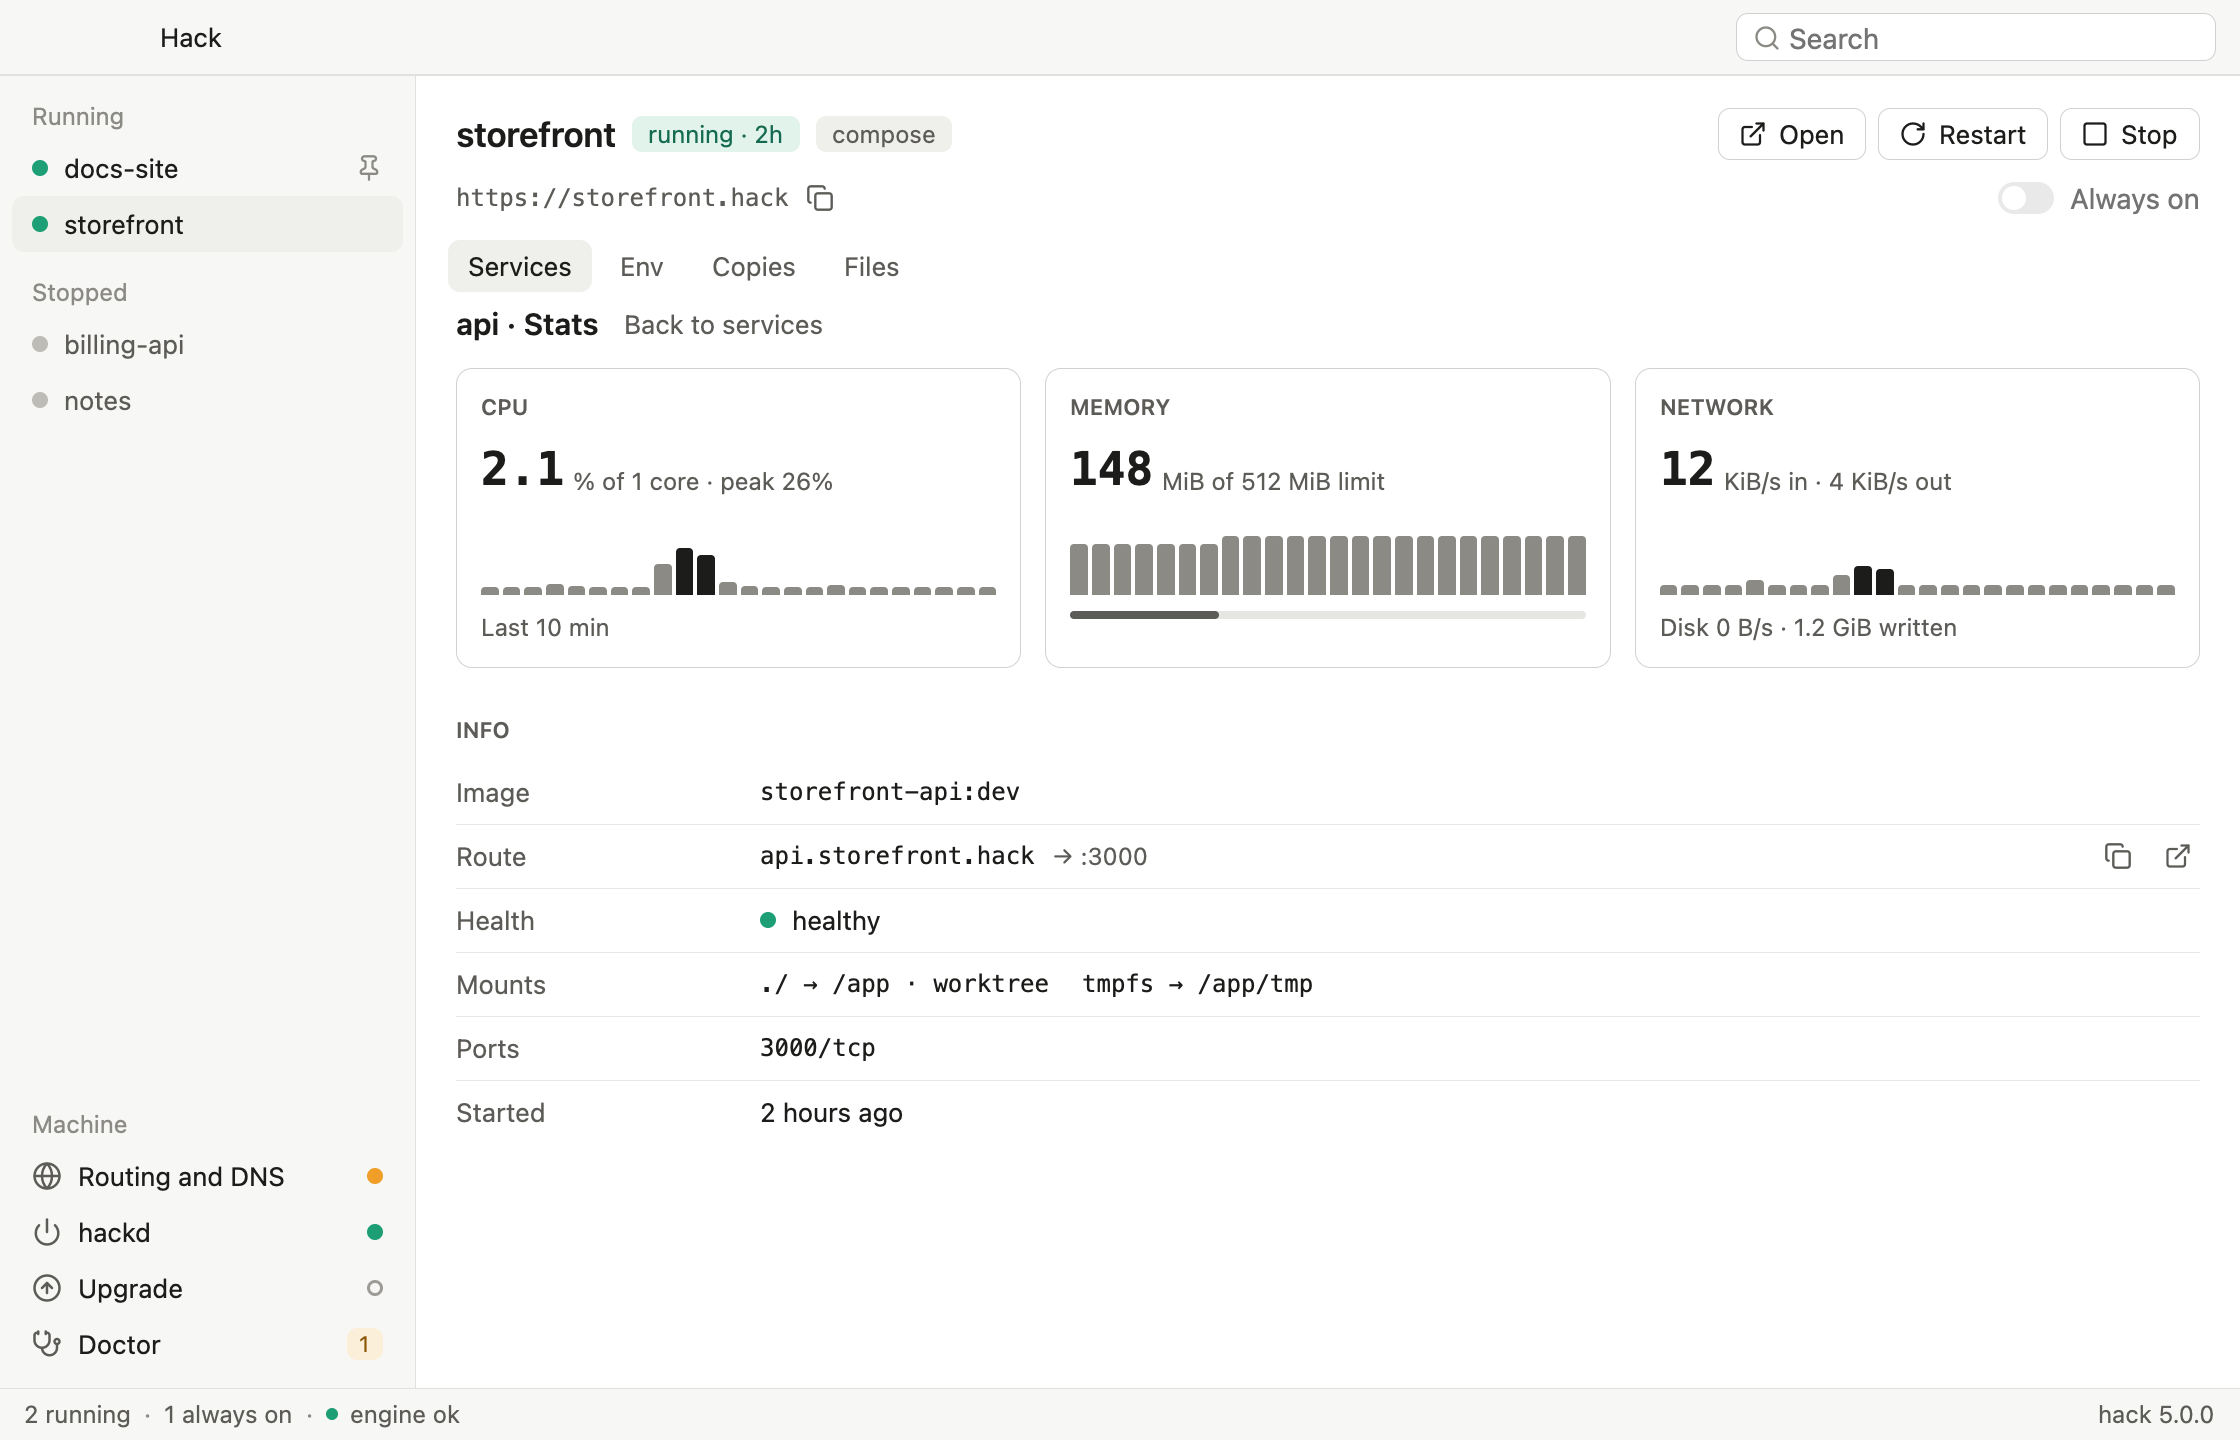 Hack
Search
Running
docs-site
storefront
Stopped
billing-api
notes
Machine
Routing and DNS
hackd
Upgrade
Doctor 1
storefront running · 2h compose
Open Restart Stop
https://storefront.hack
Always on
Services Env Copies Files
api · Stats Back to services
CPU
2.1 % of 1 core · peak 26%
Last 10 min
MEMORY
148 MiB of 512 MiB limit
NETWORK
12 KiB/s in · 4 KiB/s out
Disk 0 B/s · 1.2 GiB written
INFO
Image storefront-api:dev
Route api.storefront.hack → :3000
Health healthy
Mounts ./ → /app · worktree tmpfs → /app/tmp
Ports 3000/tcp
Started 2 hours ago
2 running · 1 always on · engine ok
hack 5.0.0